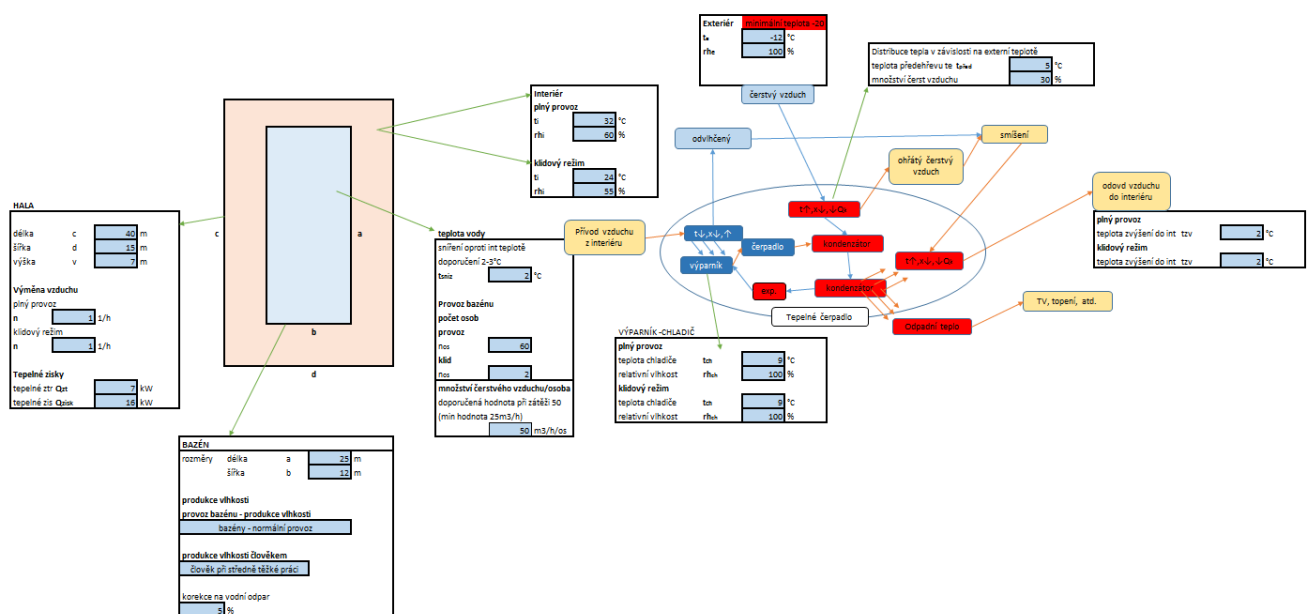 Exteriér minimální teplota -20
te -12 °C
rhe 100 %
čerstvý vzduch
Distribuce tepla v závislosti na externí teplotě
teplota předehřevu te tpřed 5 °C
množství čerst vzduchu 30 %
Interiér
plný provoz
ti 32 °C
rhi 60 %
klidový režim
ti 24 °C
rhi 55 %
odvlhčený
smíšení
ohřátý čerstvý
vzduch
odovd vzduchu
do interiéru
plný provoz
teplota zvýšení do int tzv 2 °C
klidový režim
teplota zvýšení do int tzv 2 °C
Přívod vzduchu
z interiéru
t↓,x↓,↑
výparník
čerpadlo
kondenzátor
exp.
kondenzátor
Odpadní teplo
TV, topení, atd.
Tepelné čerpadlo
HALA
délka c 40 m
šířka d 15 m
výška v 7 m
Výměna vzduchu
plný provoz
n 1 1/h
klidový režim
n 1 1/h
Tepelné zisky
tepelné ztr Qzt 7 kW
tepelné zis Qzisk 16 kW
c
a
b
d
teplota vody
snížení oproti int teplotě
doporučení 2-3°C
tsniz 2 °C
Provoz bazénu
počet osob
provoz
nos 60
klid
nos 2
množství čerstvého vzduchu/osoba
doporučená hodnota při zátěži 50
(min hodnota 25m3/h)
50 m3/h/os
VÝPARNÍK -CHLADIČ
plný provoz
teplota chladiče tch 9 °C
relativní vlhkost rhch 100 %
klidový režim
teplota chladiče tch 9 °C
relativní vlhkost rhch 100 %
BAZÉN
rozměry délka a 25 m
šířka b 12 m
produkce vlhkosti
provoz bazénu - produkce vlhkosti
bazény - normální provoz
produkce vlhkosti člověkem
člověk při středně těžké práci
korekce na vodní odpar
5 %